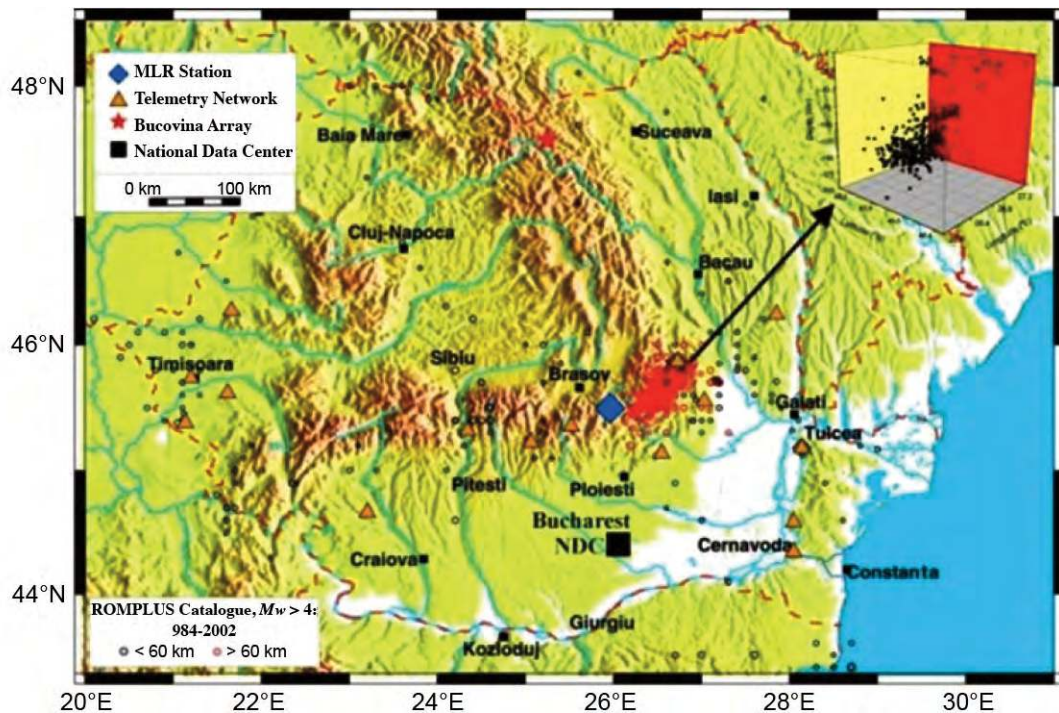 MLR Station
Telemetry Network
Bucovina Array
National Data Center
0 km 100 km
48°N
46°N
44°N
Baia Mare
Suceava
Iasi
Cluj-Napoca
Bacau
Timisoara
Sibiu
Brasov
Galati
Tulcea
Pitesti
Ploiesti
Bucharest
NDC
Cernavoda
Craiova
Constanta
Giurgiu
Kozloduj
ROMPLUS Catalogue, Mw > 4:
984-2002
< 60 km > 60 km
20°E 22°E 24°E 26°E 28°E 30°E